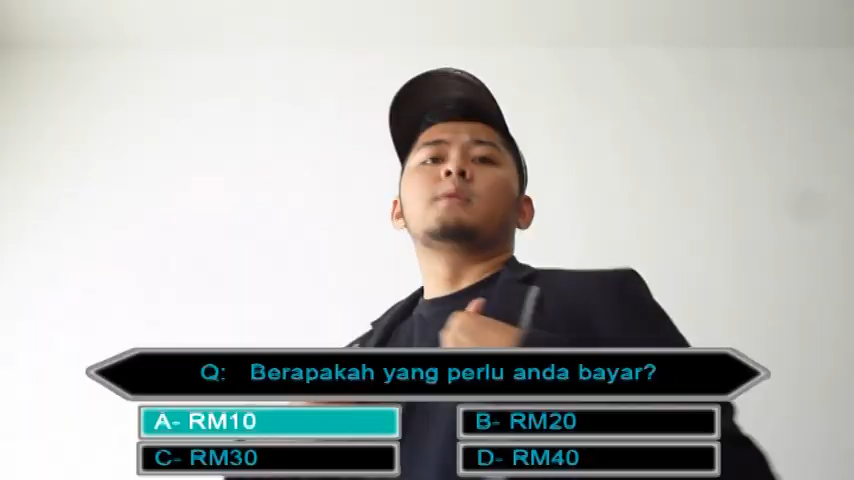 Q: Berapakah yang perlu anda bayar?
A- RM10
B- RM20
C- RM30
D- RM40